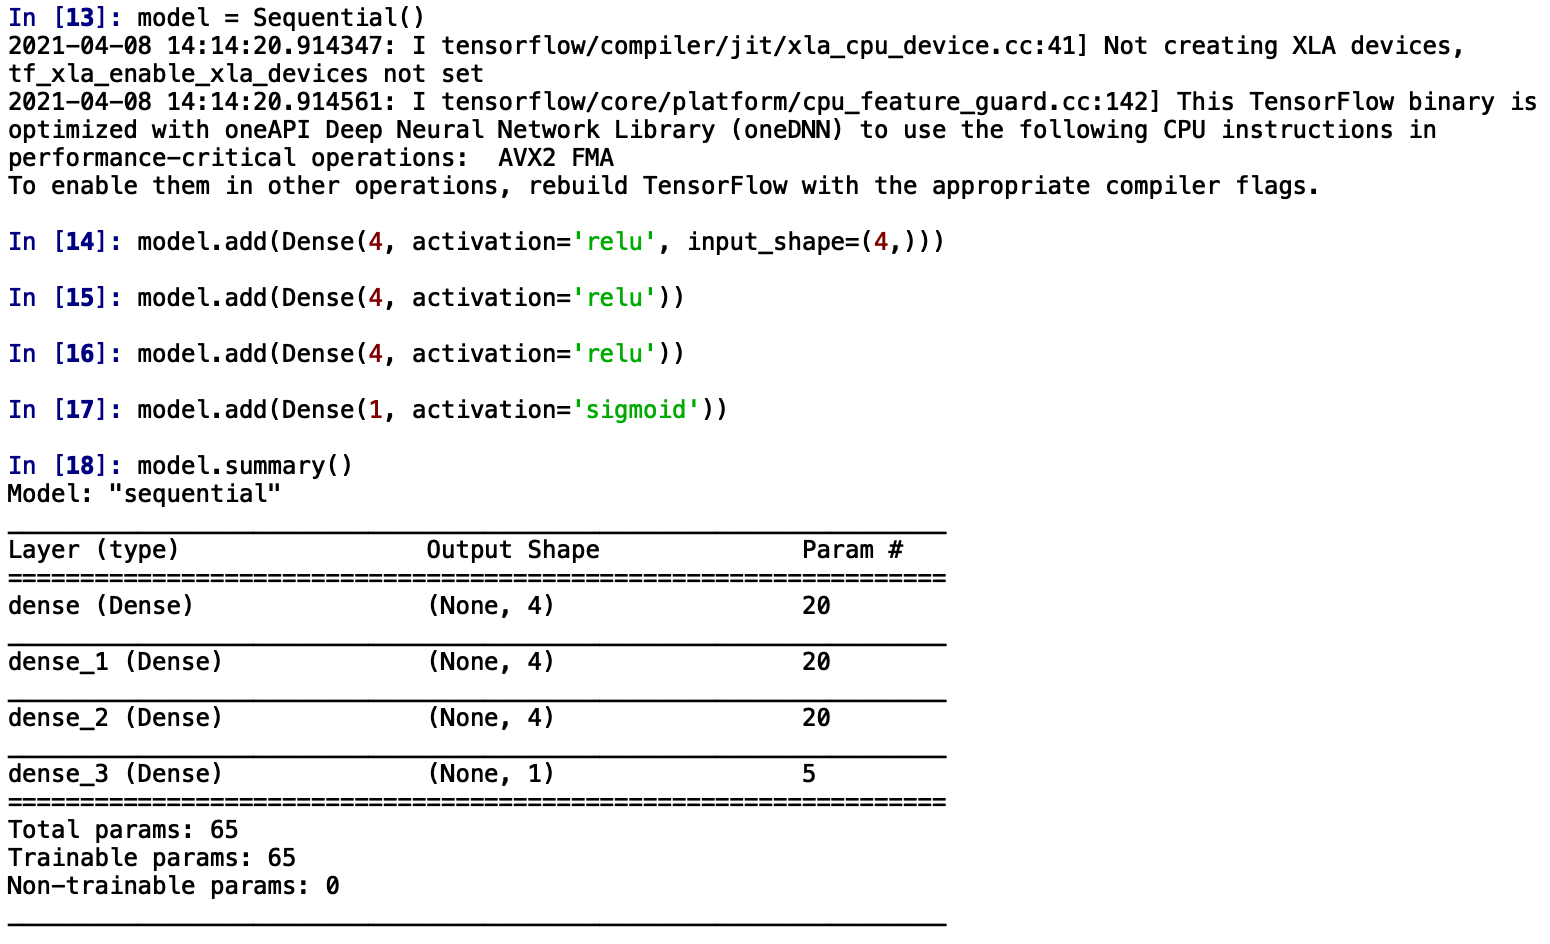 In [13]: model = Sequential()
2021-04-08 14:14:20.914347: I tensorflow/compiler/jit/xla_cpu_device.cc:41] Not creating XLA devices,
tf_xla_enable_xla_devices not set
2021-04-08 14:14:20.914561: I tensorflow/core/platform/cpu_feature_guard.cc:142] This TensorFlow binary is
optimized with oneAPI Deep Neural Network Library (oneDNN) to use the following CPU instructions in
performance-critical operations:  AVX2 FMA
To enable them in other operations, rebuild TensorFlow with the appropriate compiler flags.
In [14]: model.add(Dense(4, activation='relu', input_shape=(4,)))
In [15]: model.add(Dense(4, activation='relu'))
In [16]: model.add(Dense(4, activation='relu'))
In [17]: model.add(Dense(1, activation='sigmoid'))
In [18]: model.summary()
Model: "sequential"
_________________________________________________________________
Layer (type)                 Output Shape              Param #
=================================================================
dense (Dense)                (None, 4)                 20
_________________________________________________________________
dense_1 (Dense)              (None, 4)                 20
_________________________________________________________________
dense_2 (Dense)              (None, 4)                 20
_________________________________________________________________
dense_3 (Dense)              (None, 1)                 5
=================================================================
Total params: 65
Trainable params: 65
Non-trainable params: 0
_________________________________________________________________